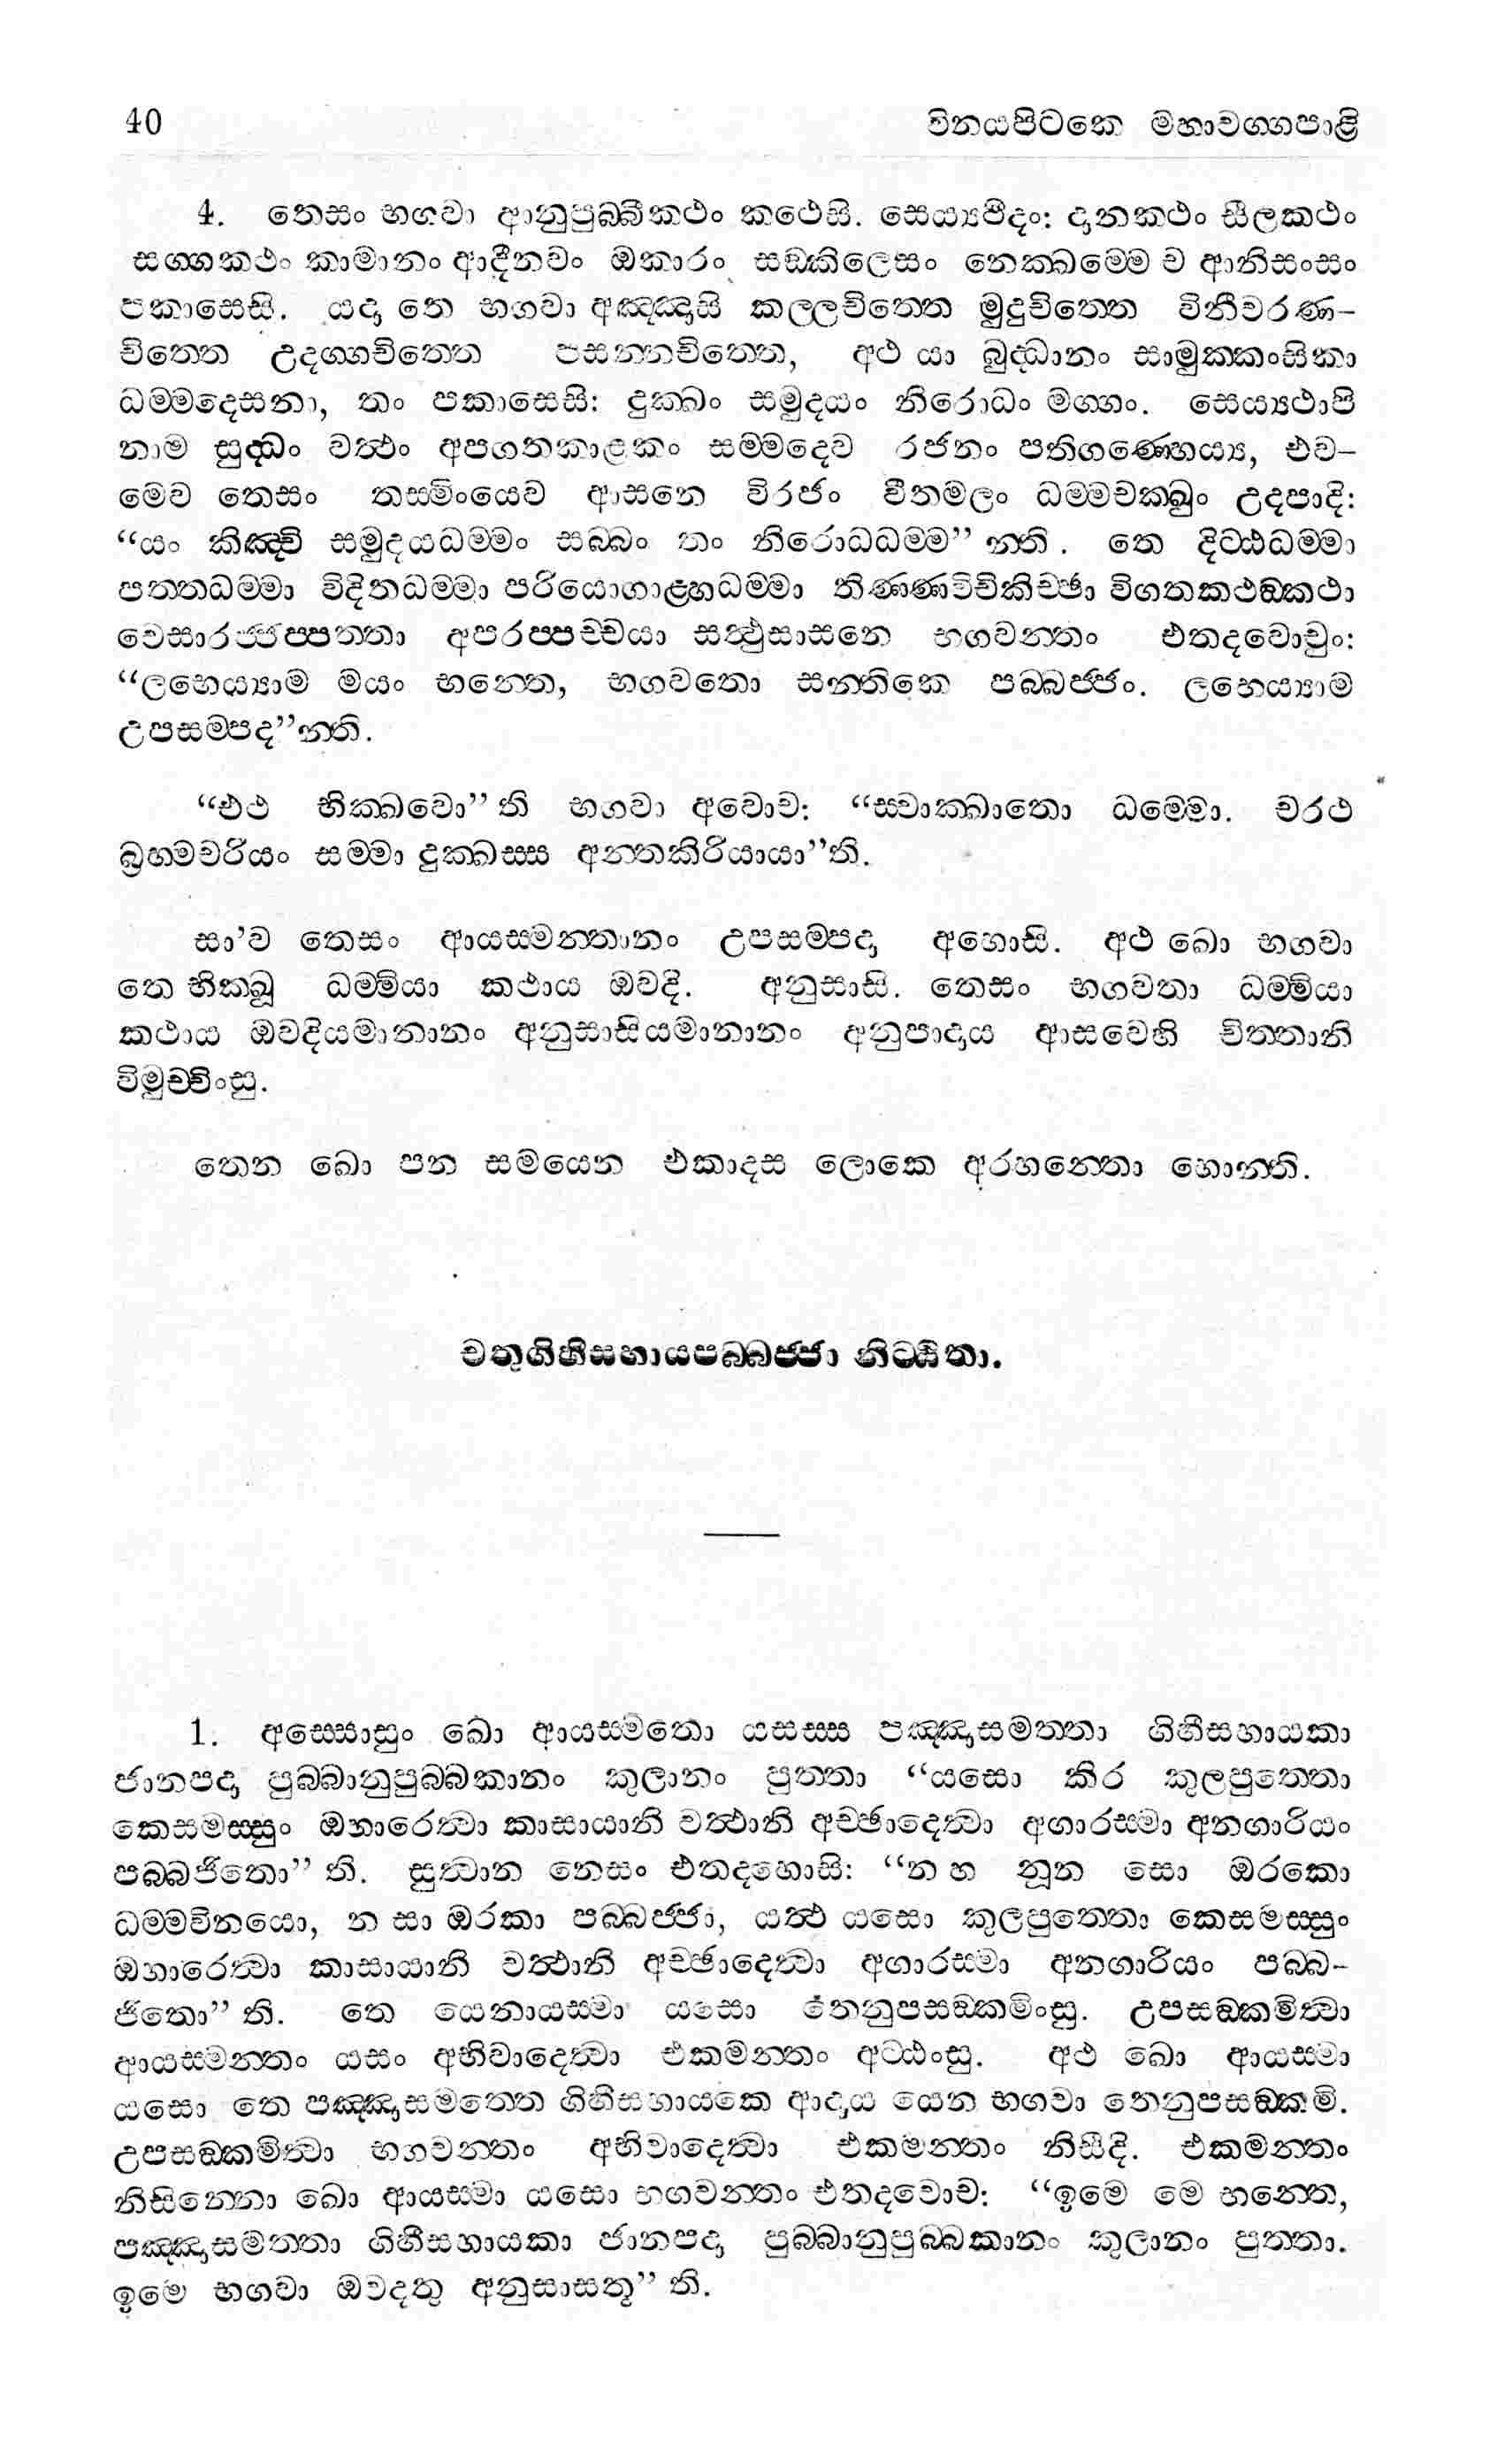 40 විනයපිටකෙ මහාවග්ගපාළි
4. තෙසං භගවා ආනුපුබ්බීකථං කථෙසි. සෙය්‍යථීදං: දානකථං සීලකථං
සග්ගකථං කාමානං ආදීනවං ඔකාරං සඞ්කිලෙසං නෙක්ඛම්මෙ ච ආනිසංසං
පකාසෙසි. යදා තෙ භගවා අඤ්ඤාසි කල්ලචිත්තෙ මුදුචිත්තෙ විනීවරණ-
චිත්තෙ උදග්ගචිත්තෙ පසන්නචිත්තෙ, අථ යා බුද්ධානං සාමුක්කංසිකා
ධම්මදෙසනා, තං පකාසෙසි: දුක්ඛං සමුදයං නිරොධං මග්ගං. සෙය්‍යථාපි
නාම සුද්ධං වත්ථං අපගතකාළකං සම්මදෙව රජනං පතිගණ්හෙය්‍ය, එව-
මෙව තෙසං තස්මිංයෙව ආසනෙ විරජං වීතමලං ධම්මචක්ඛුං උදපාදි:
“යං කිඤ්චි සමුදයධම්මං සබ්බං තං නිරොධධම්ම” න්ති. තෙ දිට්ඨධම්මා
පත්තධම්මා විදිතධම්මා පරියොගාළ්හධම්මා තිණ්ණවිචිකිච්ඡා විගතකථඞ්කථා
වෙසාරජ්ජප්පත්තා අපරප්පච්චයා සත්ථුසාසනෙ භගවන්තං එතදවොචුං:
“ලභෙය්‍යාම මයං භන්තෙ, භගවතො සන්තිකෙ පබ්බජ්ජං. ලභෙය්‍යාම
උපසම්පද”න්ති.
“එථ භික්ඛවො” ති භගවා අවොච: “ස්වාක්ඛාතො ධම්මො. චරථ
බ්‍රහ්මචරියං සම්මා දුක්ඛස්ස අන්තකිරියායා”ති.
සා’ව තෙසං ආයස්මන්තානං උපසම්පදා අහොසි. අථ ඛො භගවා
තෙ භික්ඛූ ධම්මියා කථාය ඔවදි. අනුසාසි. තෙසං භගවතා ධම්මියා
කථාය ඔවදියමානානං අනුසාසියමානානං අනුපාදාය ආසවෙහි චිත්තානි
විමුච්චිංසු.
තෙන ඛො පන සමයෙන එකාදස ලොකෙ අරහන්තො හොන්ති.
චතුගිහීසහායපබ්බජ්ජා නිට්ඨිතා.
1. අස්සොසුං ඛො ආයස්මතො යසස්ස පඤ්ඤාසමත්තා ගිහීසහායකා
ජානපදා පුබ්බානුපුබ්බකානං කුලානං පුත්තා “යසො කිර කුලපුත්තො
කෙසමස්සුං ඔහාරෙත්වා කාසායානි වත්ථානි අච්ඡාදෙත්වා අගාරස්මා අනගාරියං
පබ්බජිතො” ති. සුත්වාන නෙසං එතදහොසි: “න හ නූන සො ඔරකො
ධම්මවිනයො, න සා ඔරකා පබ්බජ්ජා, යත්ථ යසො කුලපුත්තො කෙසමස්සුං
ඔහාරෙත්වා කාසායානි වත්ථානි අච්ඡාදෙත්වා අගාරස්මා අනගාරියං පබ්බ-
ජිතො” ති. තෙ යෙනායස්මා යසො තෙනුපසඞ්කමිංසු. උපසඞ්කමිත්වා
ආයස්මන්තං යසං අභිවාදෙත්වා එකමන්තං අට්ඨංසු. අථ ඛො ආයස්මා
යසො තෙ පඤ්ඤාසමත්තෙ ගිහිසහායකෙ ආදාය යෙන භගවා තෙනුපසඞ්කමි.
උපසඞ්කමිත්වා භගවන්තං අභිවාදෙත්වා එකමන්තං නිසීදි. එකමන්තං
නිසින්නො ඛො ආයස්මා යසො භගවන්තං එතදවොච: “ඉමෙ මෙ භන්තෙ,
පඤ්ඤාසමත්තා ගිහීසහායකා ජානපදා පුබ්බානුපුබ්බකානං කුලානං පුත්තා.
ඉමෙ භගවා ඔවදතු අනුසාසතූ” ති.